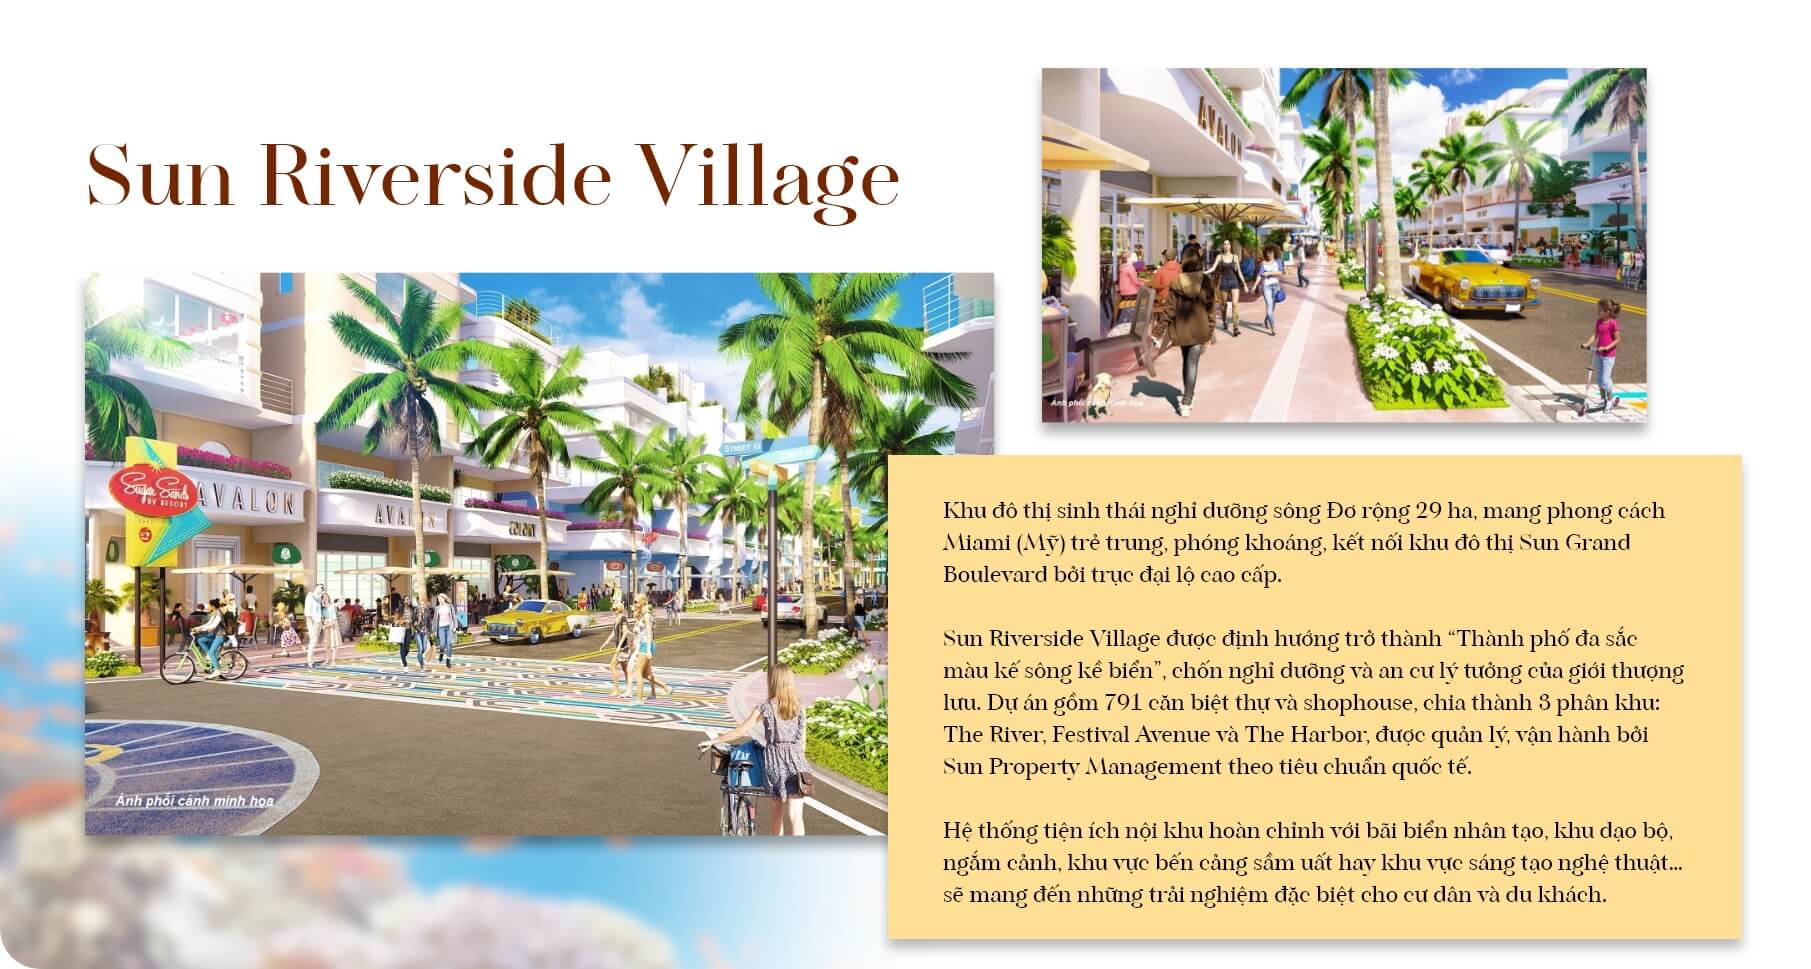 Sun Riverside Village
AVALON
Ảnh phối cảnh minh họa
Sugar Sands
RV RESORT
AVALON
AVALON
COLONY
STREET
STREET
Ảnh phối cảnh minh họa
Khu đô thị sinh thái nghỉ dưỡng sông Đơ rộng 29 ha, mang phong cách
Miami (Mỹ) trẻ trung, phóng khoáng, kết nối khu đô thị Sun Grand
Boulevard bởi trục đại lộ cao cấp.
Sun Riverside Village được định hướng trở thành “Thành phố đa sắc
màu kế sông kề biển”, chốn nghỉ dưỡng và an cư lý tưởng của giới thượng
lưu. Dự án gồm 791 căn biệt thự và shophouse, chia thành 3 phân khu:
The River, Festival Avenue và The Harbor, được quản lý, vận hành bởi
Sun Property Management theo tiêu chuẩn quốc tế.
Hệ thống tiện ích nội khu hoàn chỉnh với bãi biển nhân tạo, khu dạo bộ,
ngắm cảnh, khu vực bến cảng sầm uất hay khu vực sáng tạo nghệ thuật...
sẽ mang đến những trải nghiệm đặc biệt cho cư dân và du khách.